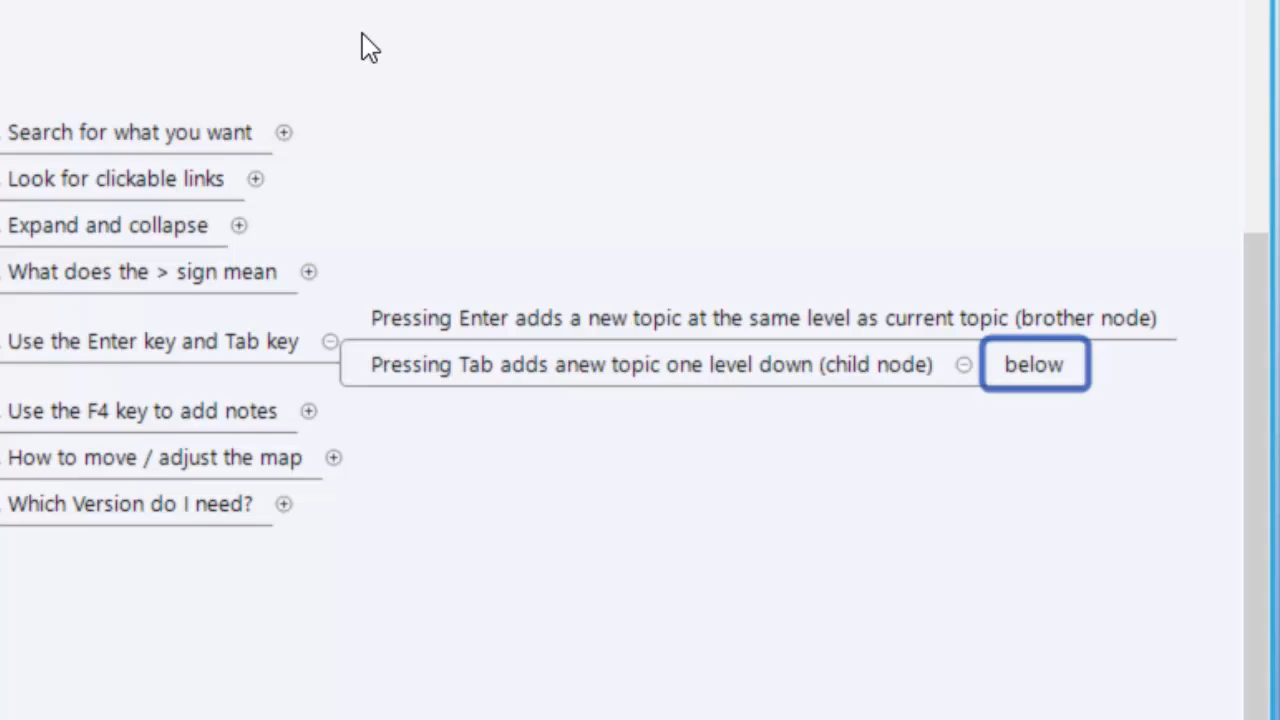 Search for what you want
Look for clickable links
Expand and collapse
What does the > sign mean
Pressing Enter adds a new topic at the same level as current topic (brother node)
Use the Enter key and Tab key
Pressing Tab adds anew topic one level down (child node) below
Use the F4 key to add notes
How to move / adjust the map
Which Version do I need?